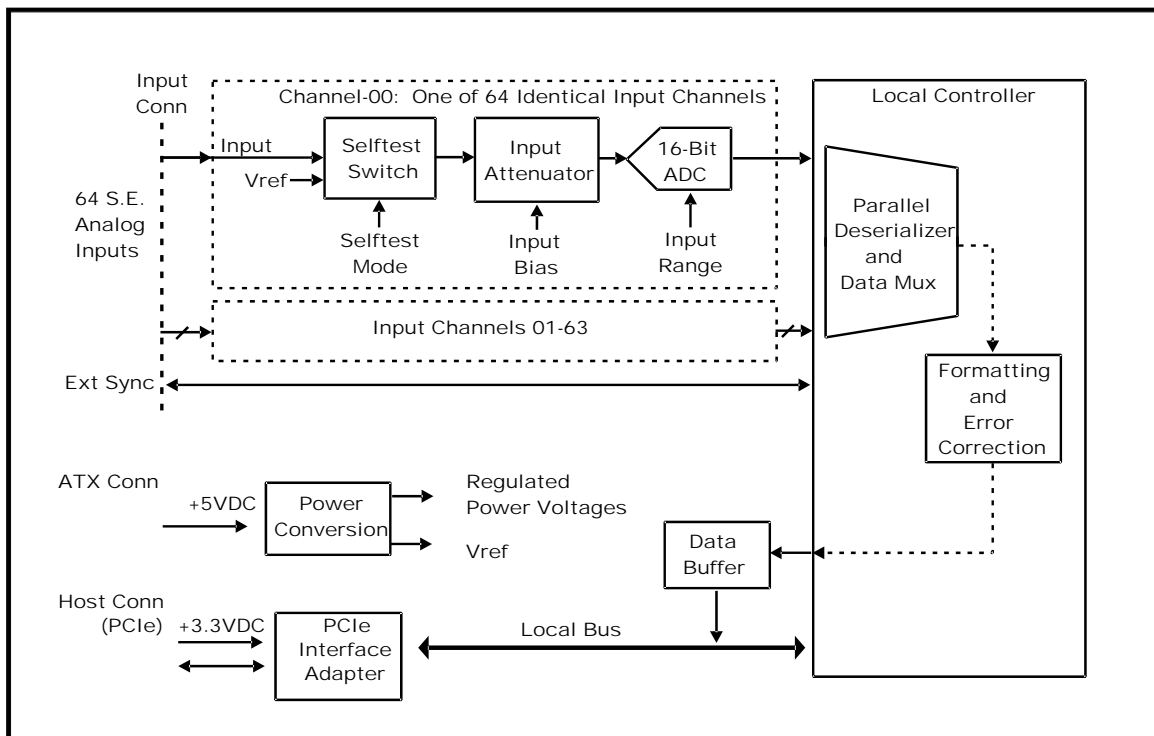 Input
Conn
Channel-00:  One of 64 Identical Input Channels
Local Controller
Input
Vref
Selftest
Switch
Input
Attenuator
16-Bit
ADC
64 S.E.
Analog
Inputs
Selftest
Mode
Input
Bias
Input
Range
Parallel
Deserializer
and
Data Mux
Input Channels 01-63
Ext Sync
Formatting
and
Error
Correction
ATX Conn
+5VDC
Power
Conversion
Regulated
Power Voltages
Vref
Data
Buffer
Host Conn
(PCIe)
+3.3VDC
PCIe
Interface
Adapter
Local Bus